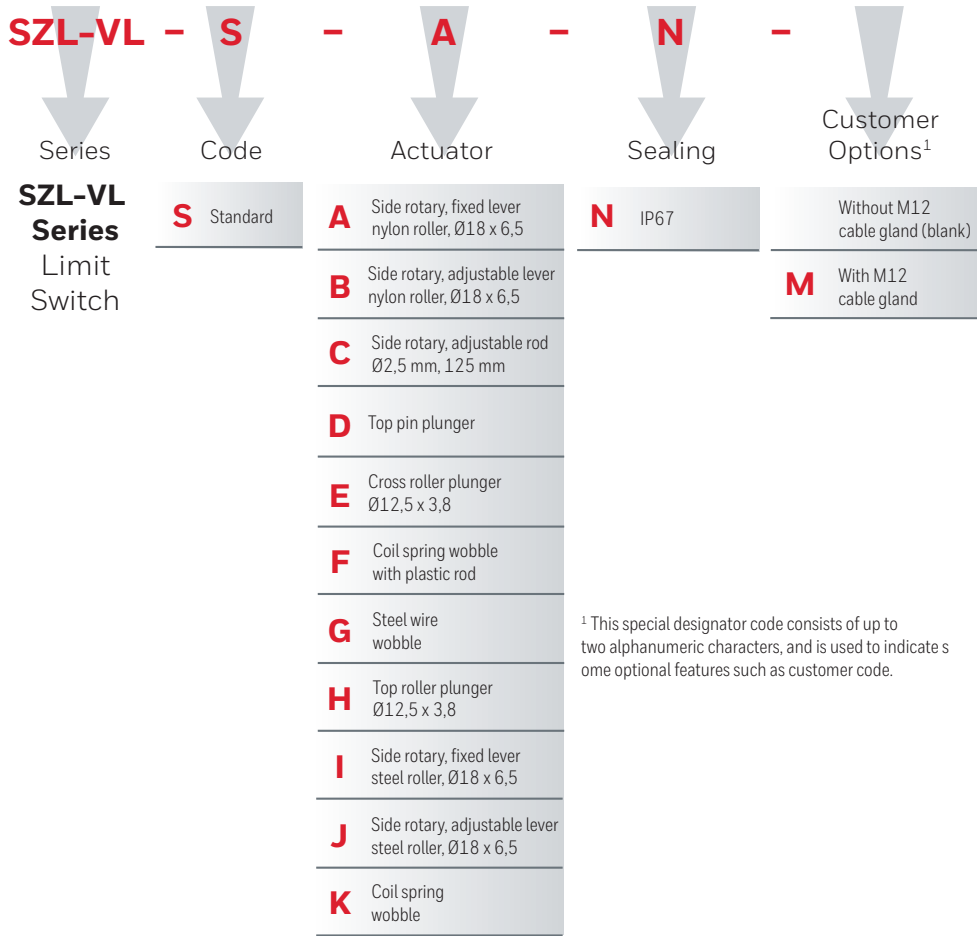 SZL-VL – S – A – N –
Series
Code
Actuator
Sealing
Customer
Options¹
SZL-VL
Series
Limit
Switch
S Standard
A Side rotary, fixed lever
nylon roller, Ø18 x 6,5
B Side rotary, adjustable lever
nylon roller, Ø18 x 6,5
C Side rotary, adjustable rod
Ø2,5 mm, 125 mm
D Top pin plunger
E Cross roller plunger
Ø12,5 x 3,8
F Coil spring wobble
with plastic rod
G Steel wire
wobble
H Top roller plunger
Ø12,5 x 3,8
I Side rotary, fixed lever
steel roller, Ø18 x 6,5
J Side rotary, adjustable lever
steel roller, Ø18 x 6,5
K Coil spring
wobble
N IP67
Without M12
cable gland (blank)
M With M12
cable gland
¹ This special designator code consists of up to
two alphanumeric characters, and is used to indicate s
ome optional features such as customer code.